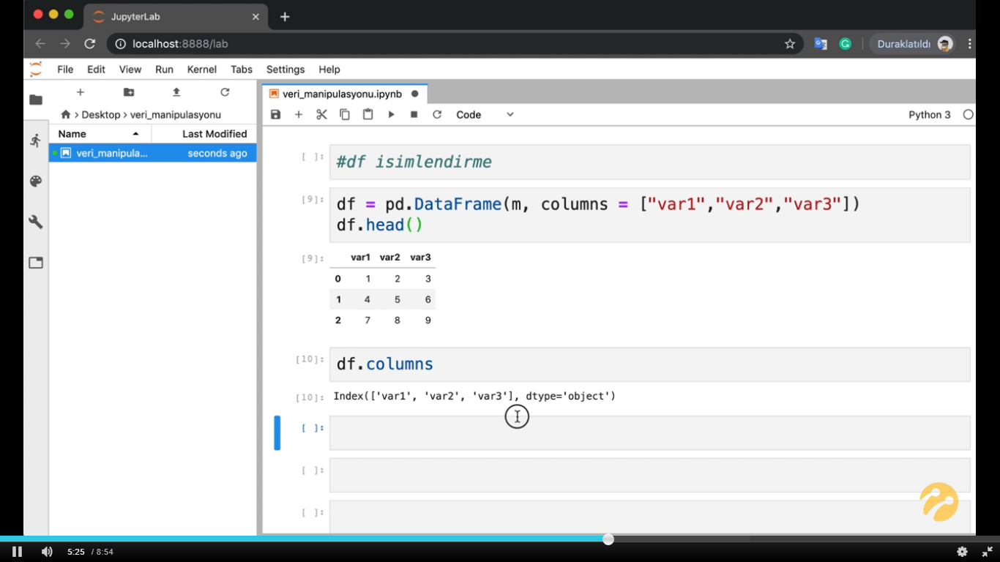 JupyterLab
localhost:8888/lab
Duraklatıldı
File Edit View Run Kernel Tabs Settings Help
veri_manipulasyonu.ipynb
Desktop > veri_manipulasyonu
Code
Python 3
Name Last Modified
veri_manipula... seconds ago
[ ]: #df isimlendirme
[9]: df = pd.DataFrame(m, columns = ["var1","var2","var3"])
df.head()
[9]: var1 var2 var3
0 1 2 3
1 4 5 6
2 7 8 9
[10]: df.columns
[10]: Index(['var1', 'var2', 'var3'], dtype='object')
[ ]:
[ ]:
[ ]:
5:25 / 8:54